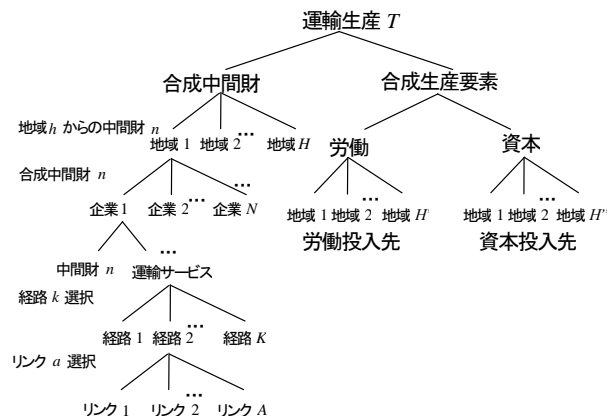 運輸生産 T
合成中間財 合成生産要素
地域h からの中間財 n
地域 1 地域 2 ... 地域 H 労働 資本
合成中間財 n
企業 1 企業 2 ... 企業 N ... 地域 1 地域 2 ... 地域 H' 地域 1 地域 2 ... 地域 H''
労働投入先 資本投入先
中間財 n 運輸サービス ...
経路 k 選択
経路 1 経路 2 ... 経路 K
リンク a 選択
リンク 1 リンク 2 ... リンク A